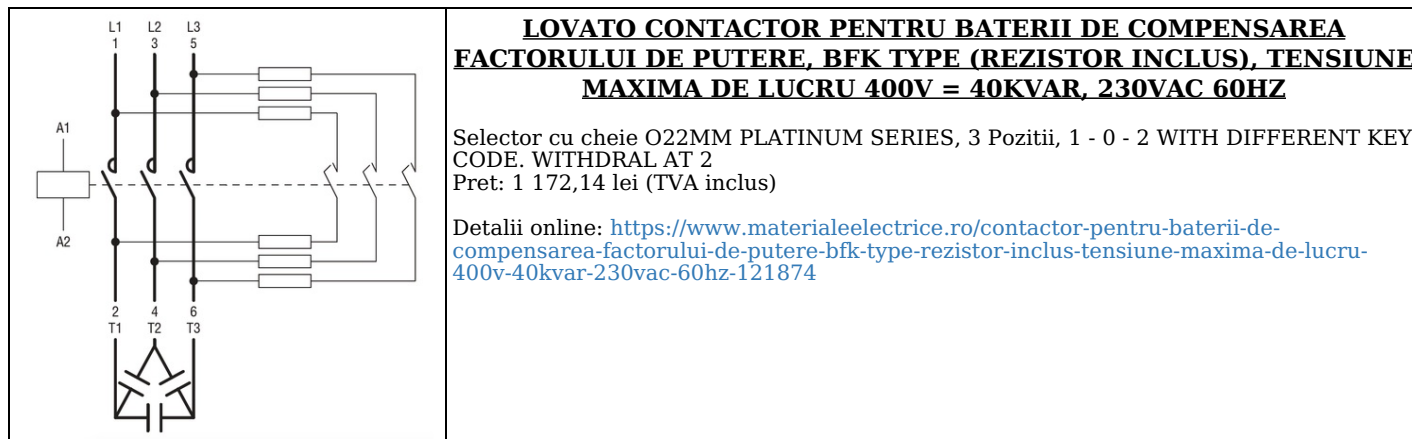 L1 L2 L3
1 3 5
A1
A2
2 4 6
T1 T2 T3
LOVATO CONTACTOR PENTRU BATERII DE COMPENSAREA
FACTORULUI DE PUTERE, BFK TYPE (REZISTOR INCLUS), TENSIUNE
MAXIMA DE LUCRU 400V = 40KVAR, 230VAC 60HZ
Selector cu cheie O22MM PLATINUM SERIES, 3 Pozitii, 1 - 0 - 2 WITH DIFFERENT KEY
CODE. WITHDRAL AT 2
Pret: 1 172,14 lei (TVA inclus)
Detalii online: https://www.materialeelectrice.ro/contactor-pentru-baterii-de-
compensarea-factorului-de-putere-bfk-type-rezistor-inclus-tensiune-maxima-de-lucru-
400v-40kvar-230vac-60hz-121874